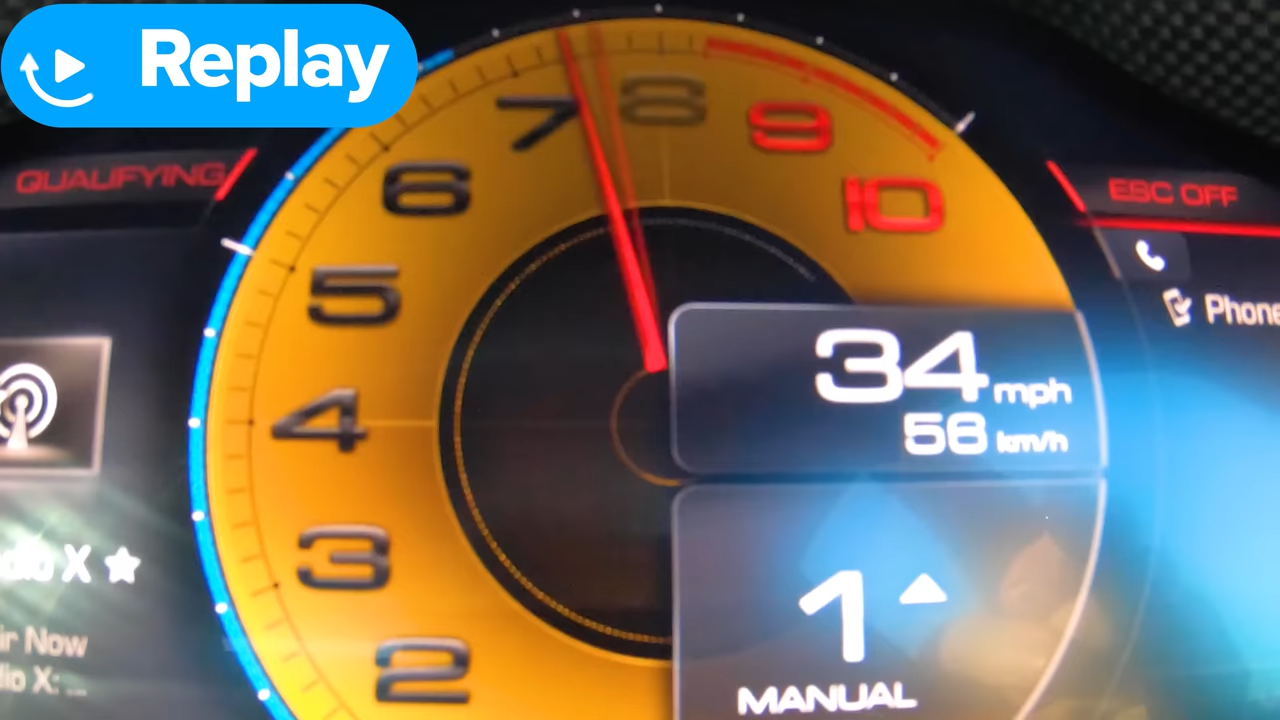 Replay
QUALIFYING
ESC OFF
Phone
2
3
4
5
6
7
8
9
10
34 mph
56 km/h
1
MANUAL
X
Now
X: ...